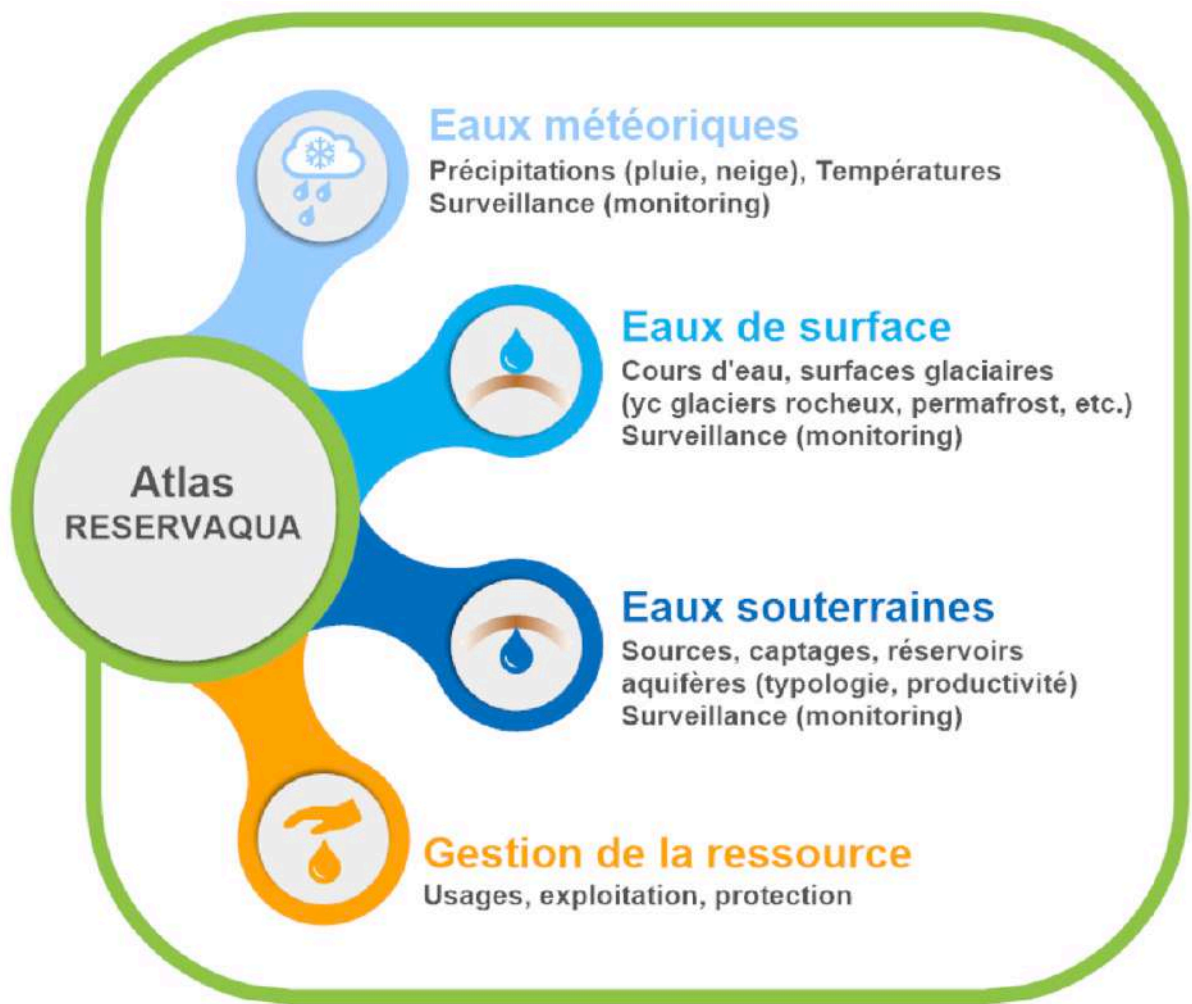 Eaux météoriques
Précipitations (pluie, neige), Températures
Surveillance (monitoring)
Eaux de surface
Cours d'eau, surfaces glaciaires
(yc glaciers rocheux, permafrost, etc.)
Surveillance (monitoring)
Atlas
RESERVAQUA
Eaux souterraines
Sources, captages, réservoirs
aquifères (typologie, productivité)
Surveillance (monitoring)
Gestion de la ressource
Usages, exploitation, protection